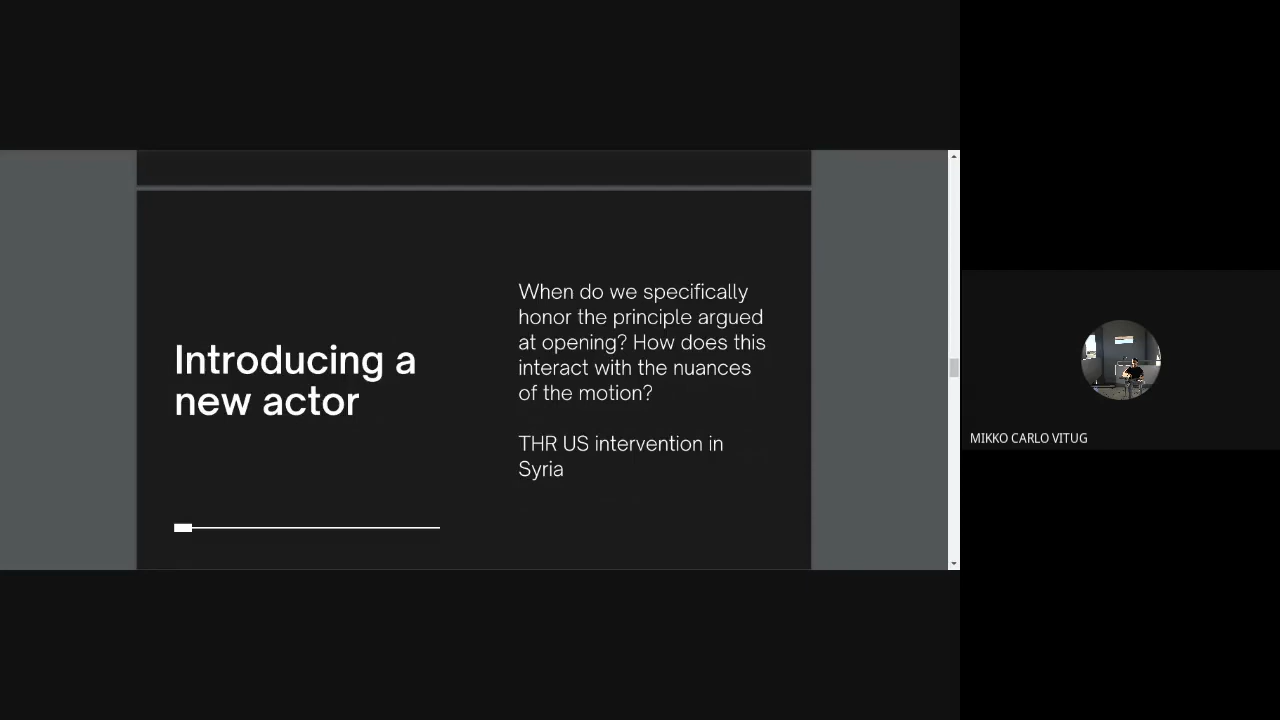 Introducing a
new actor
When do we specifically
honor the principle argued
at opening? How does this
interact with the nuances
of the motion?
THR US intervention in
Syria
MIKKO CARLO VITUG